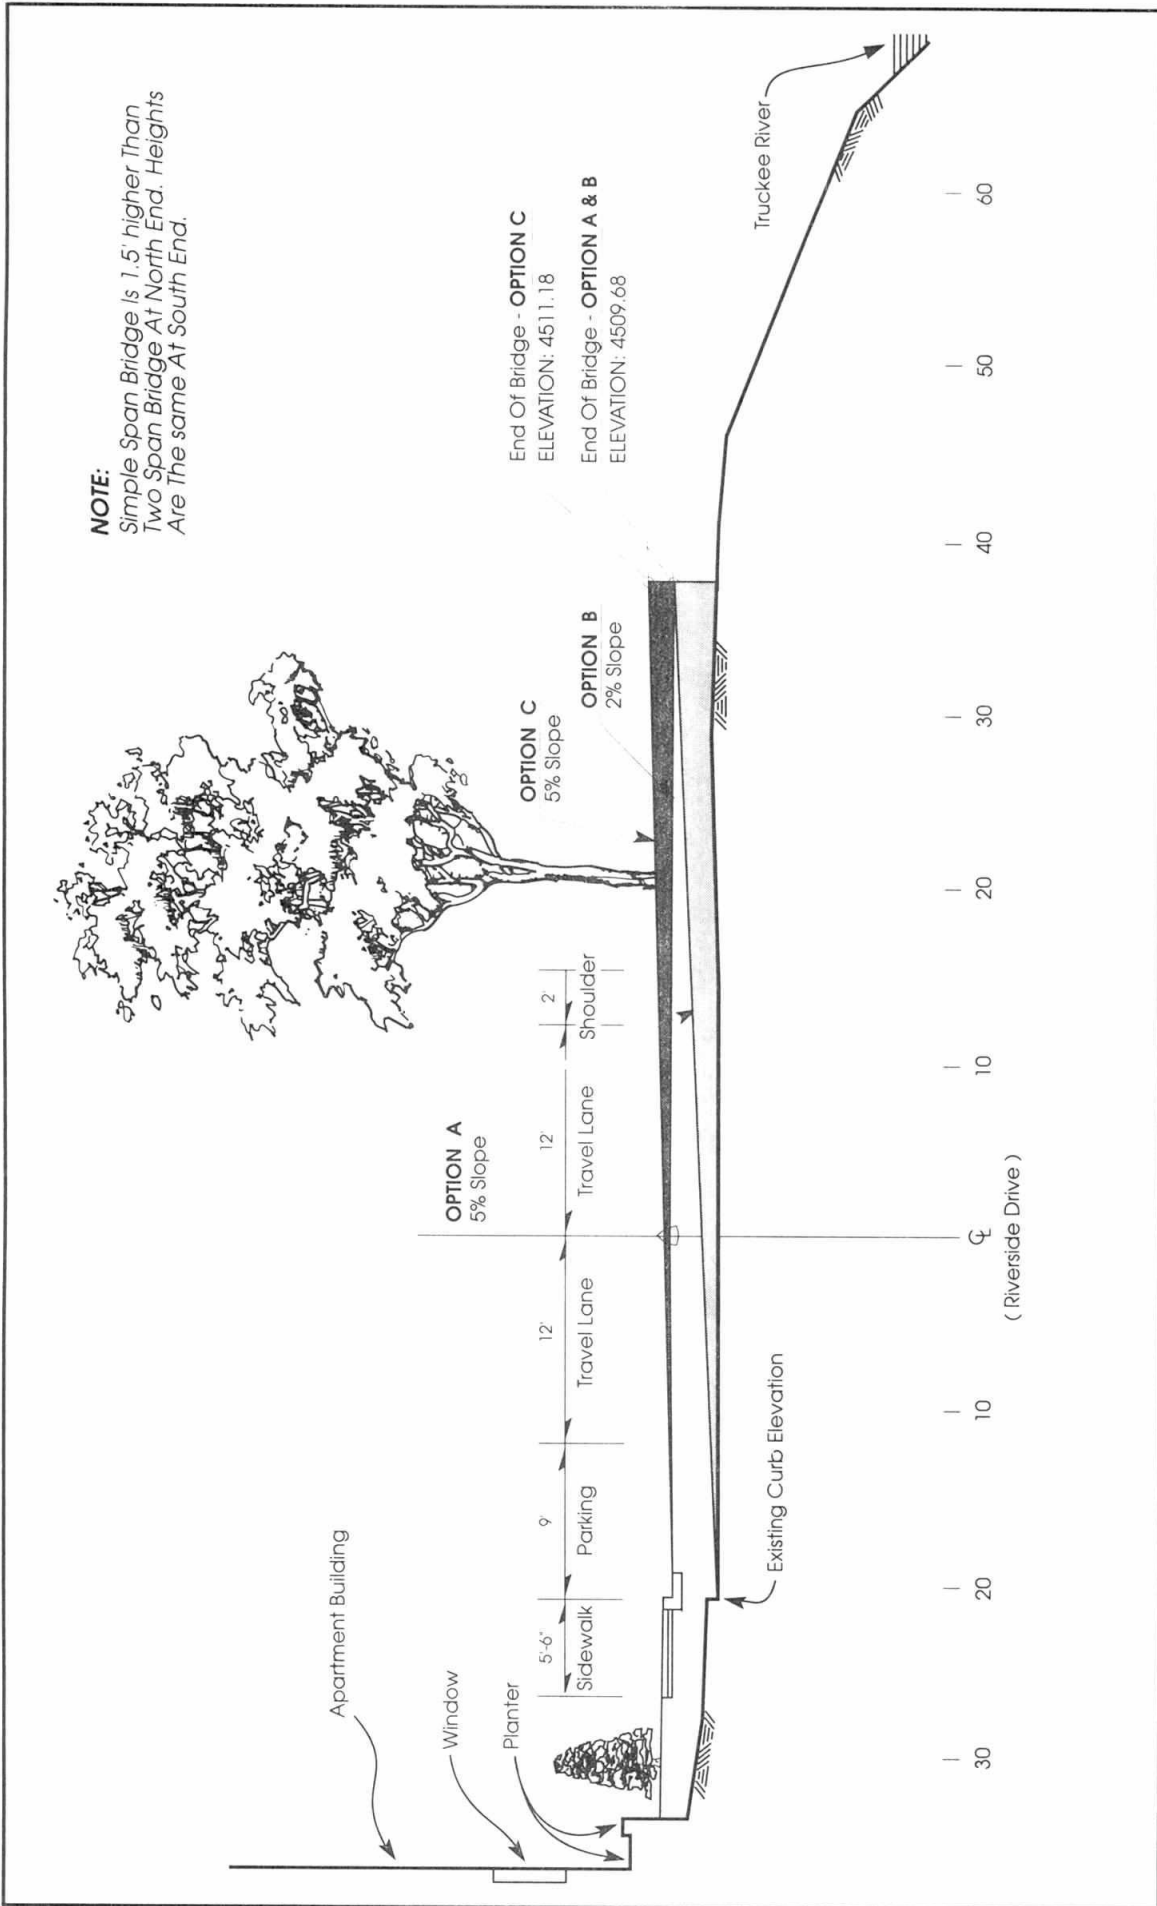 NOTE:
Simple Span Bridge Is 1.5' higher Than
Two Span Bridge At North End. Heights
Are The same At South End.
Apartment Building
Window
Planter
OPTION A
5% Slope
5'-6"
9'
12'
12'
2'
Sidewalk
Parking
Travel Lane
Travel Lane
Shoulder
OPTION C
5% Slope
OPTION B
2% Slope
End Of Bridge - OPTION C
ELEVATION: 4511.18
End Of Bridge - OPTION A & B
ELEVATION: 4509.68
Truckee River
Existing Curb Elevation
30
20
10
℄
10
20
30
40
50
60
( Riverside Drive )